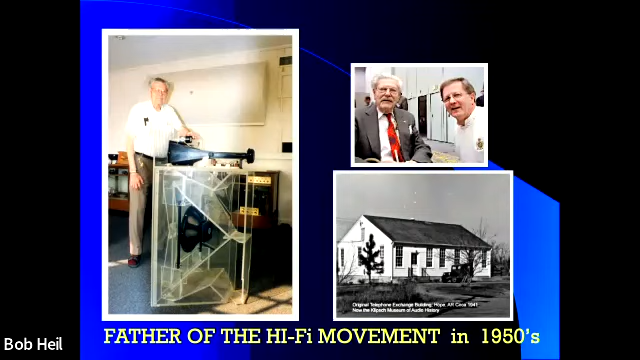 Original Telephone Exchange Building, Hope, AR Circa 1941
Now the Klipsch Museum of Audio History
Bob Heil
FATHER OF THE HI-Fi MOVEMENT in 1950's